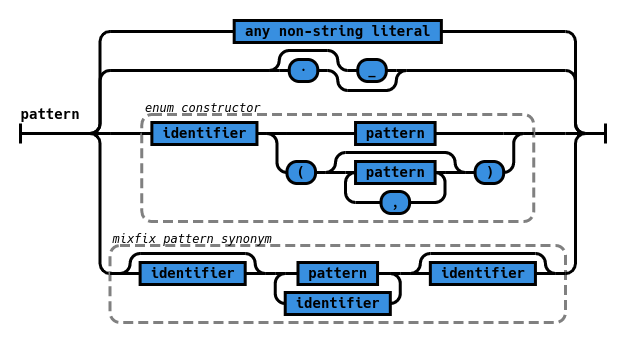 any non-string literal
. _
pattern
enum constructor
identifier pattern
( pattern )
,
mixfix pattern synonym
identifier pattern identifier
identifier